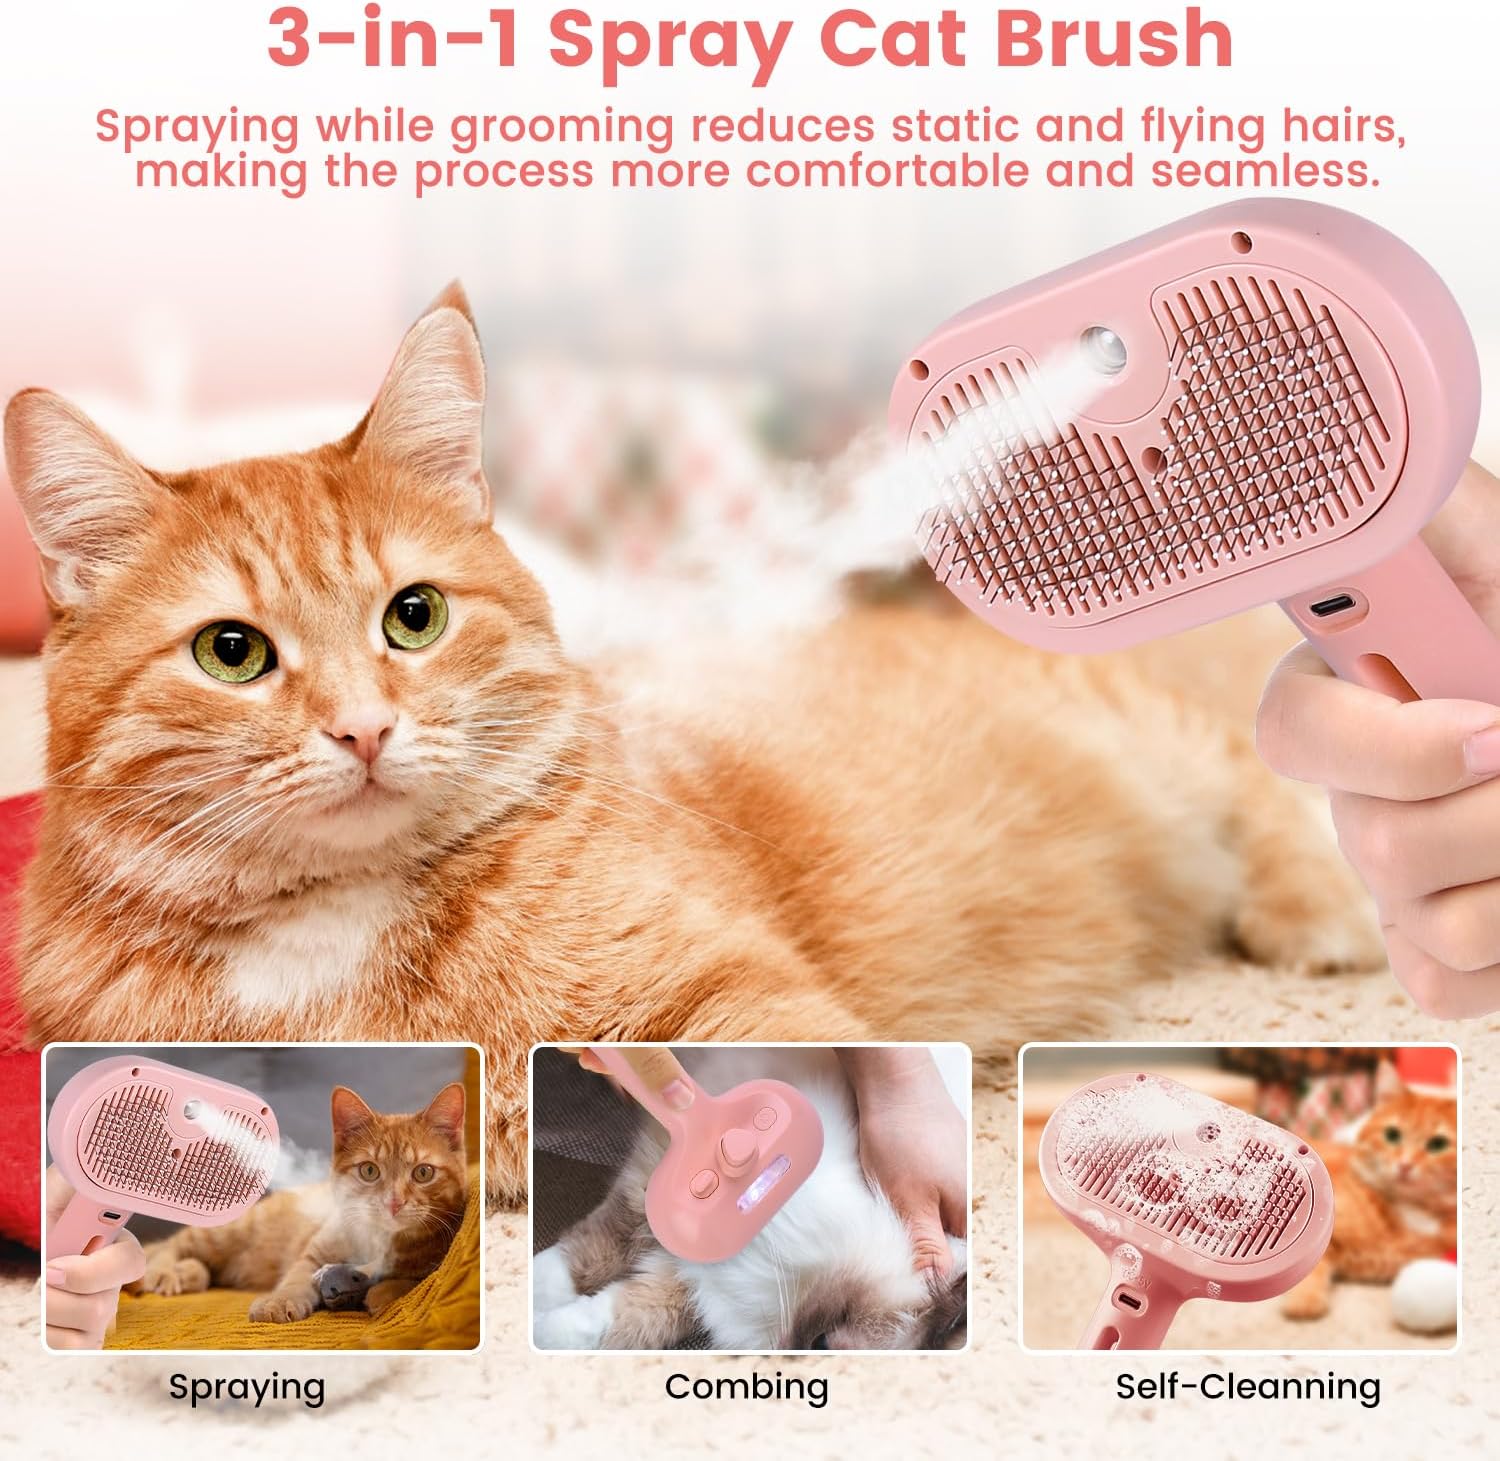 3-in-1 Spray Cat Brush
Spraying while grooming reduces static and flying hairs,
making the process more comfortable and seamless.
Spraying
Combing
Self-Cleanning